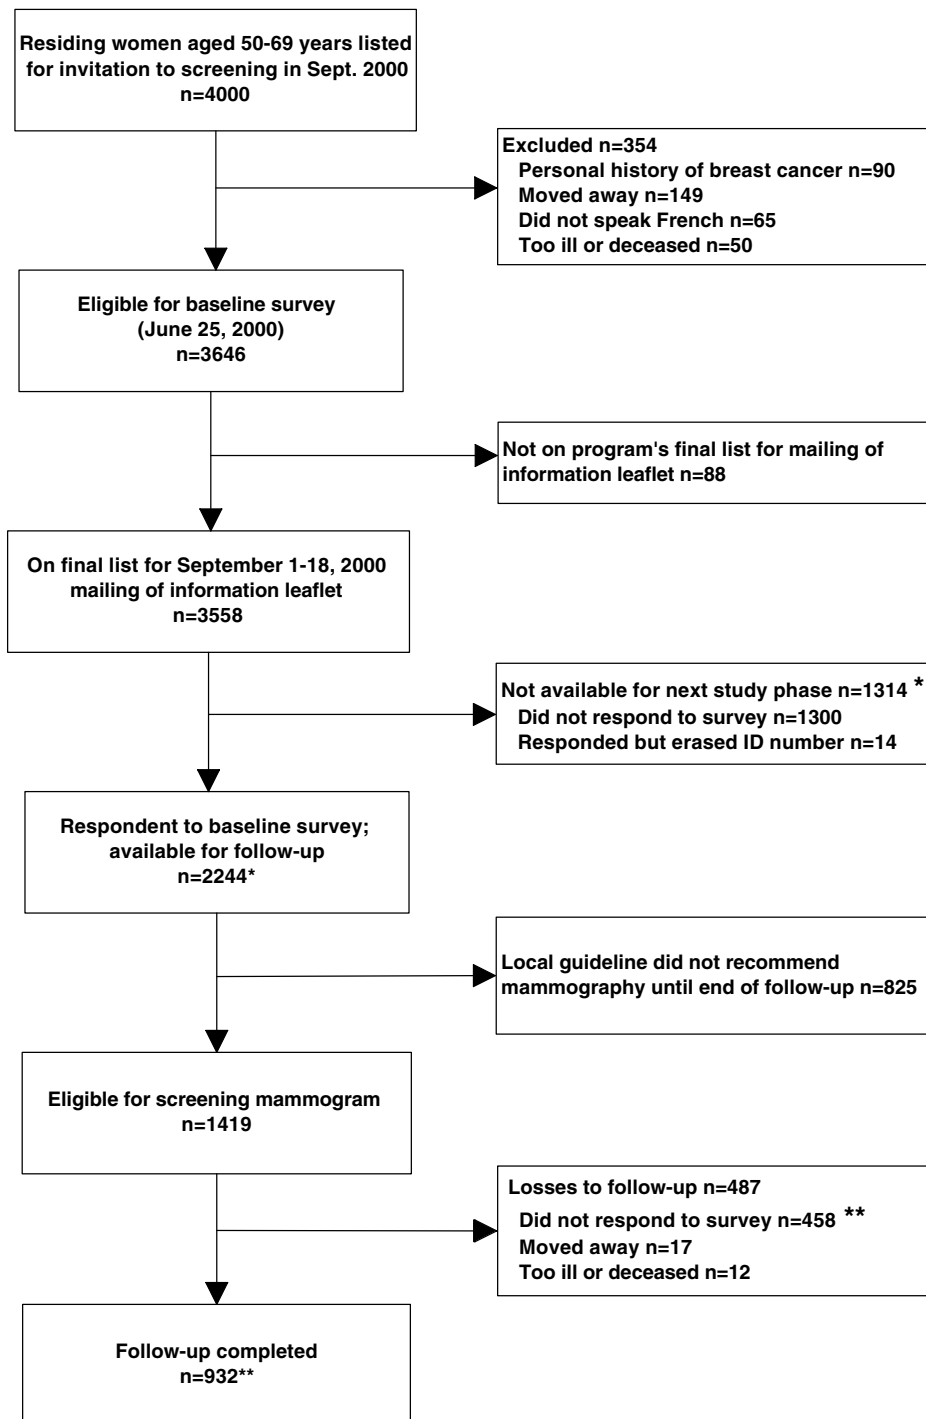 Residing women aged 50-69 years listed
for invitation to screening in Sept. 2000
n=4000
Excluded n=354
Personal history of breast cancer n=90
Moved away n=149
Did not speak French n=65
Too ill or deceased n=50
Eligible for baseline survey
(June 25, 2000)
n=3646
Not on program's final list for mailing of
information leaflet n=88
On final list for September 1-18, 2000
mailing of information leaflet
n=3558
Not available for next study phase n=1314 *
Did not respond to survey n=1300
Responded but erased ID number n=14
Respondent to baseline survey;
available for follow-up
n=2244*
Local guideline did not recommend
mammography until end of follow-up n=825
Eligible for screening mammogram
n=1419
Losses to follow-up n=487
Did not respond to survey n=458 **
Moved away n=17
Too ill or deceased n=12
Follow-up completed
n=932**